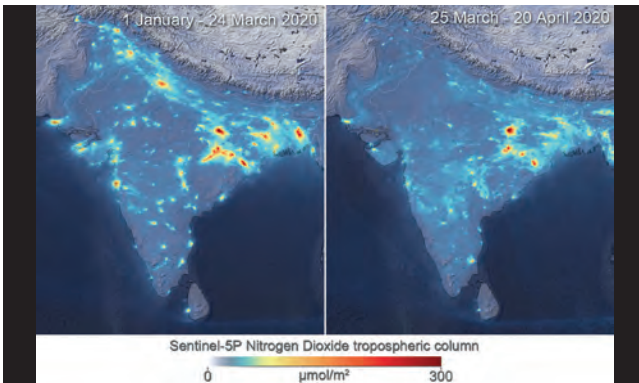 1 January - 24 March 2020
25 March - 20 April 2020
Sentinel-5P Nitrogen Dioxide tropospheric column
0
μmol/m²
300